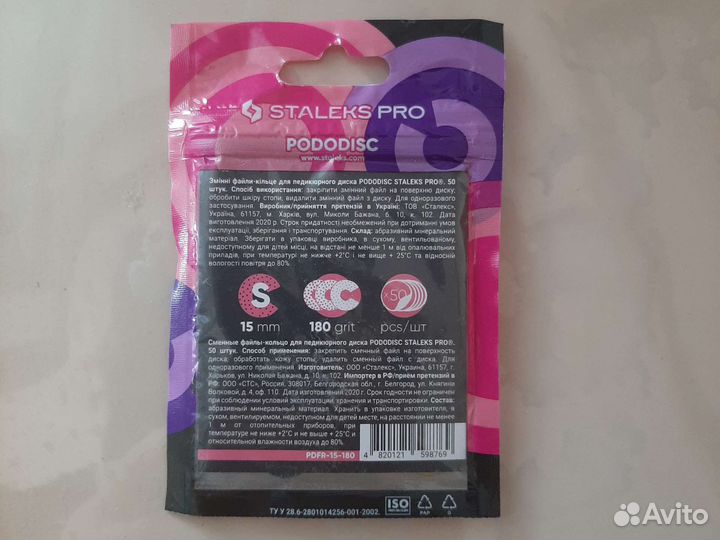 STALEKS PRO
PODODISC
www.staleks.com
Змінні файли-кільце для педикюрного диска PODODISC STALEKS PRO®. 50
штук. Спосіб використання: закріпити змінний файл на поверхню диску;
обробити шкіру стопи; видалити змінний файл з диску. Для одноразового
застосування. Виробник/прийняття претензій в Україні: ТОВ «Сталекс»,
Україна, 61157, м. Харків, вул. Миколи Бажана, б. 10, к. 102. Дата
виготовлення 2020 р. Строк придатності необмежений при дотриманні умов
експлуатації, зберігання і транспортування. Склад: абразивний мінеральний
матеріал. Зберігати в упаковці виробника, в сухому, вентильованому,
недоступному для дітей місці, на відстані не менше 1 м від опалювальних
приладів, при температурі не нижче +2°C і не вище + 25°C та відносній
вологості повітря до 80%.
S
x50
15 mm 180 grit pcs/шт
Сменные файлы-кольцо для педикюрного диска PODODISC STALEKS PRO®.
50 штук. Способ применения: закрепить сменный файл на поверхность
диска; обработать кожу стопы; удалить сменный файл с диска. Для
одноразового применения. Изготовитель: ООО «Сталекс», Украина, 61157, г.
Харьков, ул. Николая Бажана, д. 10, к. 102. Импортер в РФ/приём претензий в
РФ: ООО «СТС», Россия, 308017, Белгородская обл., г. Белгород, ул. Княгини
Волковой, д. 4, оф. 110. Дата изготовления 2020 г. Срок годности не ограничен
при соблюдении условий эксплуатации, хранения и транспортировки. Состав:
абразивный минеральный материал. Хранить в упаковке изготовителя, в
сухом, вентилируемом, недоступном для детей месте, на расстоянии не менее
1 м от отопительных приборов, при
температуре не ниже +2°C и не выше + 25°C и
относительной влажности воздуха до 80%.
PDFR-15-180
4 820121 598769
ТУ У 28.6-2801014256-001-2002.
ISO
PAP
Avito